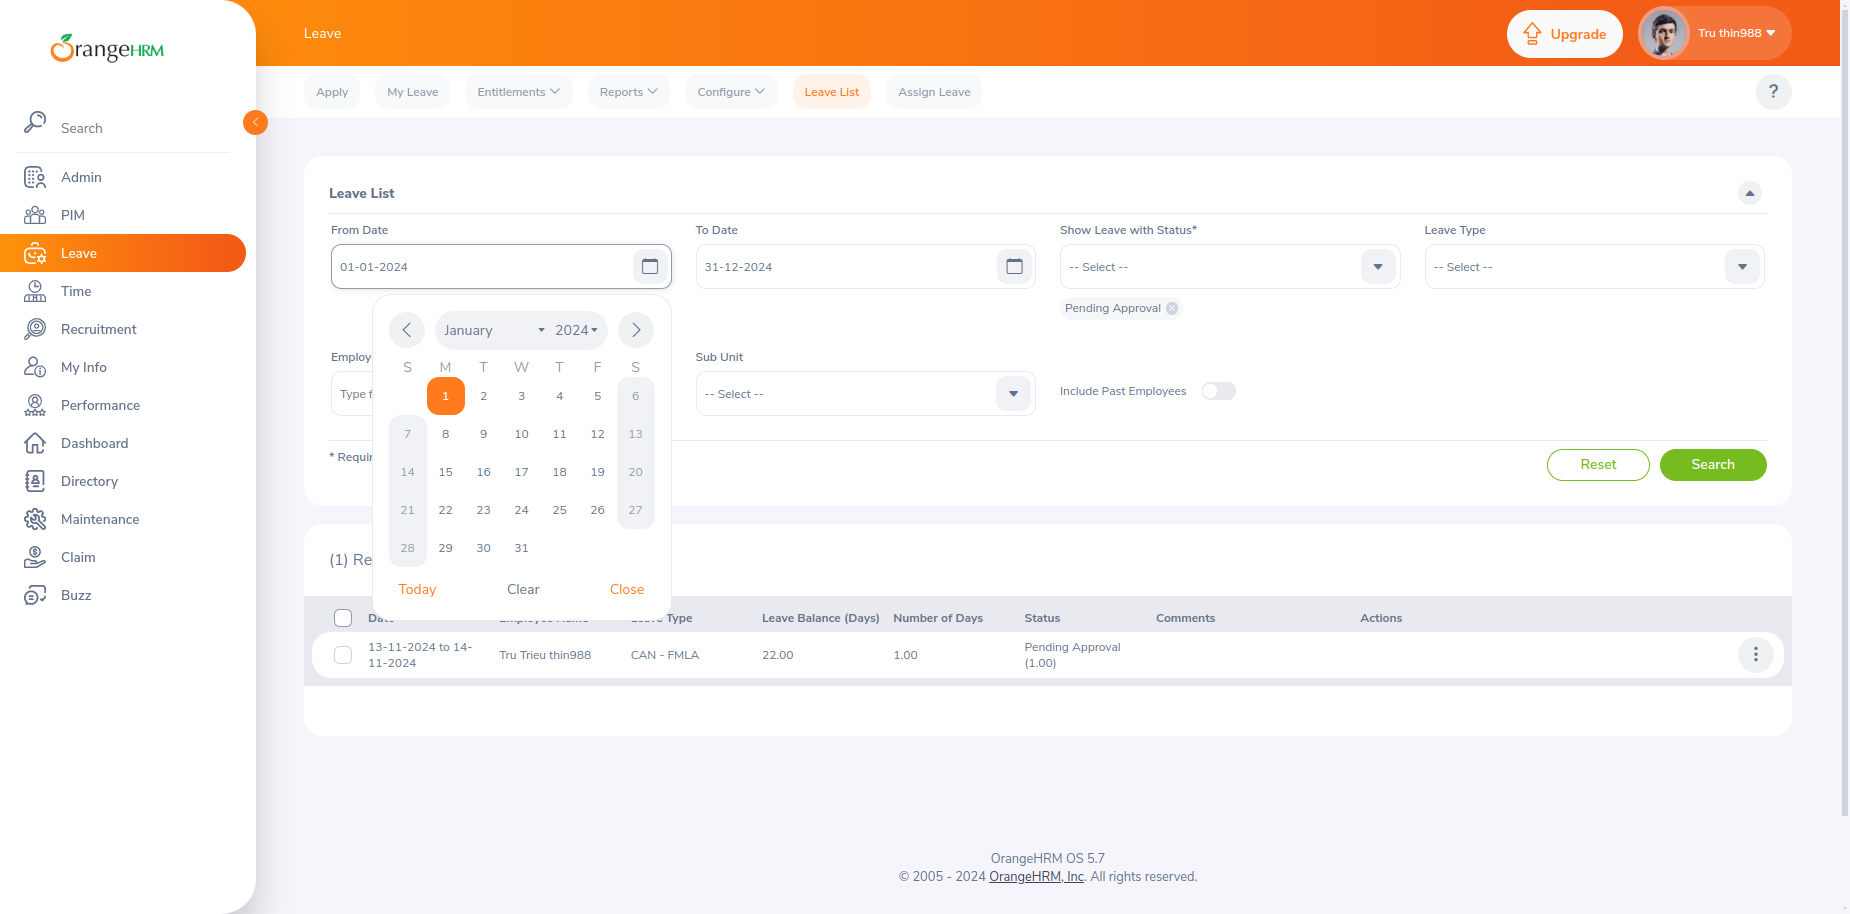 OrangeHRM
Search
Admin
PIM
Leave
Time
Recruitment
My Info
Performance
Dashboard
Directory
Maintenance
Claim
Buzz
Leave
Upgrade
Tru thin988
Apply
My Leave
Entitlements
Reports
Configure
Leave List
Assign Leave
?
Leave List
From Date
To Date
Show Leave with Status*
Leave Type
01-01-2024
31-12-2024
-- Select --
-- Select --
Pending Approval
January
2024
S M T W T F S
1 2 3 4 5 6
7 8 9 10 11 12 13
14 15 16 17 18 19 20
21 22 23 24 25 26 27
28 29 30 31
Today
Clear
Close
Employ
Sub Unit
Type f
-- Select --
Include Past Employees
* Requir
Reset
Search
(1) Re
Date
Employee Name
Leave Type
Leave Balance (Days)
Number of Days
Status
Comments
Actions
13-11-2024 to 14-
11-2024
Tru Trieu thin988
CAN - FMLA
22.00
1.00
Pending Approval
(1.00)
OrangeHRM OS 5.7
© 2005 - 2024 OrangeHRM, Inc. All rights reserved.